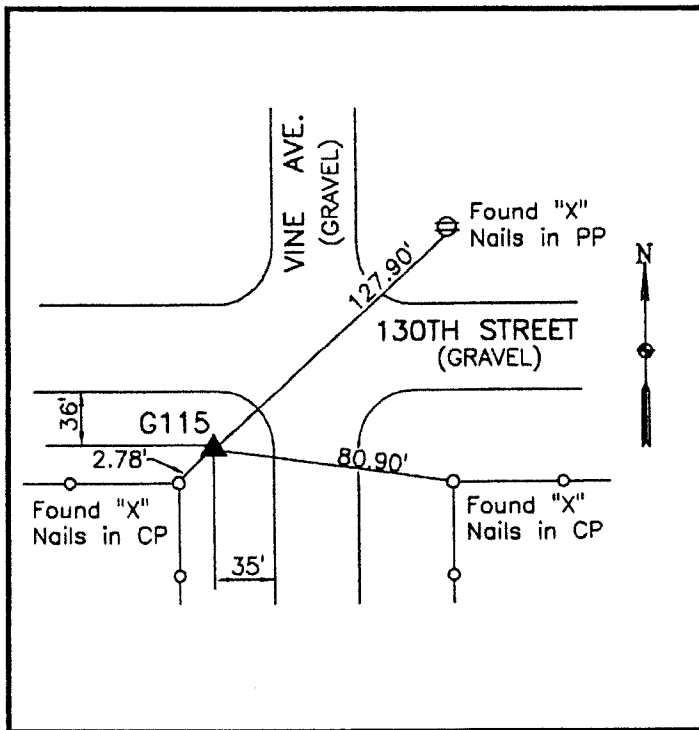 VINE AVE.
(GRAVEL)
Found "X"
Nails in PP
127.90'
N
130TH STREET
(GRAVEL)
36'
G115
2.78'
80.90'
Found "X"
Nails in CP
Found "X"
Nails in CP
35'